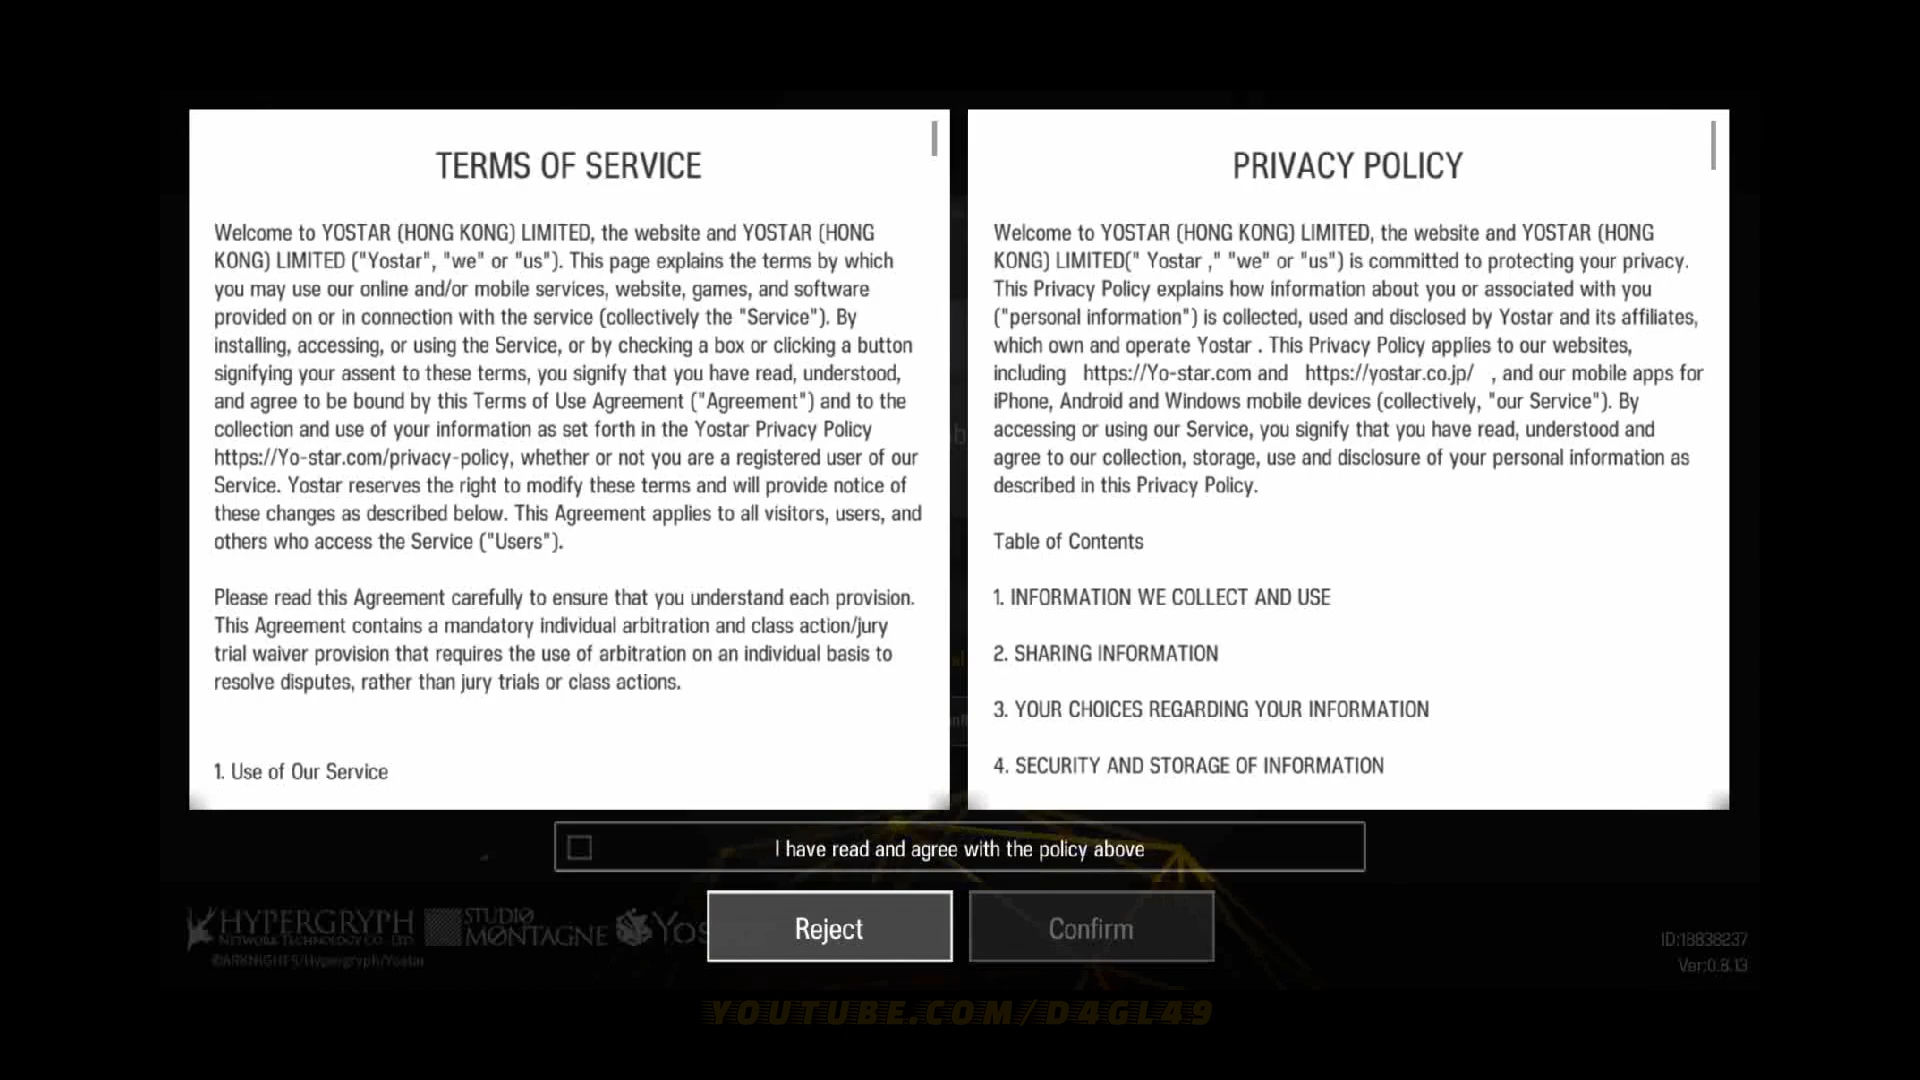 TERMS OF SERVICE
Welcome to YOSTAR (HONG KONG) LIMITED, the website and YOSTAR (HONG
KONG) LIMITED ("Yostar", "we" or "us"). This page explains the terms by which
you may use our online and/or mobile services, website, games, and software
provided on or in connection with the service (collectively the "Service"). By
installing, accessing, or using the Service, or by checking a box or clicking a button
signifying your assent to these terms, you signify that you have read, understood,
and agree to be bound by this Terms of Use Agreement ("Agreement") and to the
collection and use of your information as set forth in the Yostar Privacy Policy
https://Yo-star.com/privacy-policy, whether or not you are a registered user of our
Service. Yostar reserves the right to modify these terms and will provide notice of
these changes as described below. This Agreement applies to all visitors, users, and
others who access the Service ("Users").
Please read this Agreement carefully to ensure that you understand each provision.
This Agreement contains a mandatory individual arbitration and class action/jury
trial waiver provision that requires the use of arbitration on an individual basis to
resolve disputes, rather than jury trials or class actions.
1. Use of Our Service
PRIVACY POLICY
Welcome to YOSTAR (HONG KONG) LIMITED, the website and YOSTAR (HONG
KONG) LIMITED(" Yostar ," "we" or "us") is committed to protecting your privacy.
This Privacy Policy explains how information about you or associated with you
("personal information") is collected, used and disclosed by Yostar and its affiliates,
which own and operate Yostar . This Privacy Policy applies to our websites,
including https://Yo-star.com and https://yostar.co.jp/ , and our mobile apps for
iPhone, Android and Windows mobile devices (collectively, "our Service"). By
accessing or using our Service, you signify that you have read, understood and
agree to our collection, storage, use and disclosure of your personal information as
described in this Privacy Policy.
Table of Contents
1. INFORMATION WE COLLECT AND USE
2. SHARING INFORMATION
3. YOUR CHOICES REGARDING YOUR INFORMATION
4. SECURITY AND STORAGE OF INFORMATION
I have read and agree with the policy above
Reject
Confirm
HYPERGRYPH
NETWORK TECHNOLOGY CO., LTD.
STUDIO
MONTAGNE
YOS
©ARKNIGHTS/Hypergryph/Yostar
ID:18838237
Ver:0.8.13
YOUTUBE.COM/D4GL49